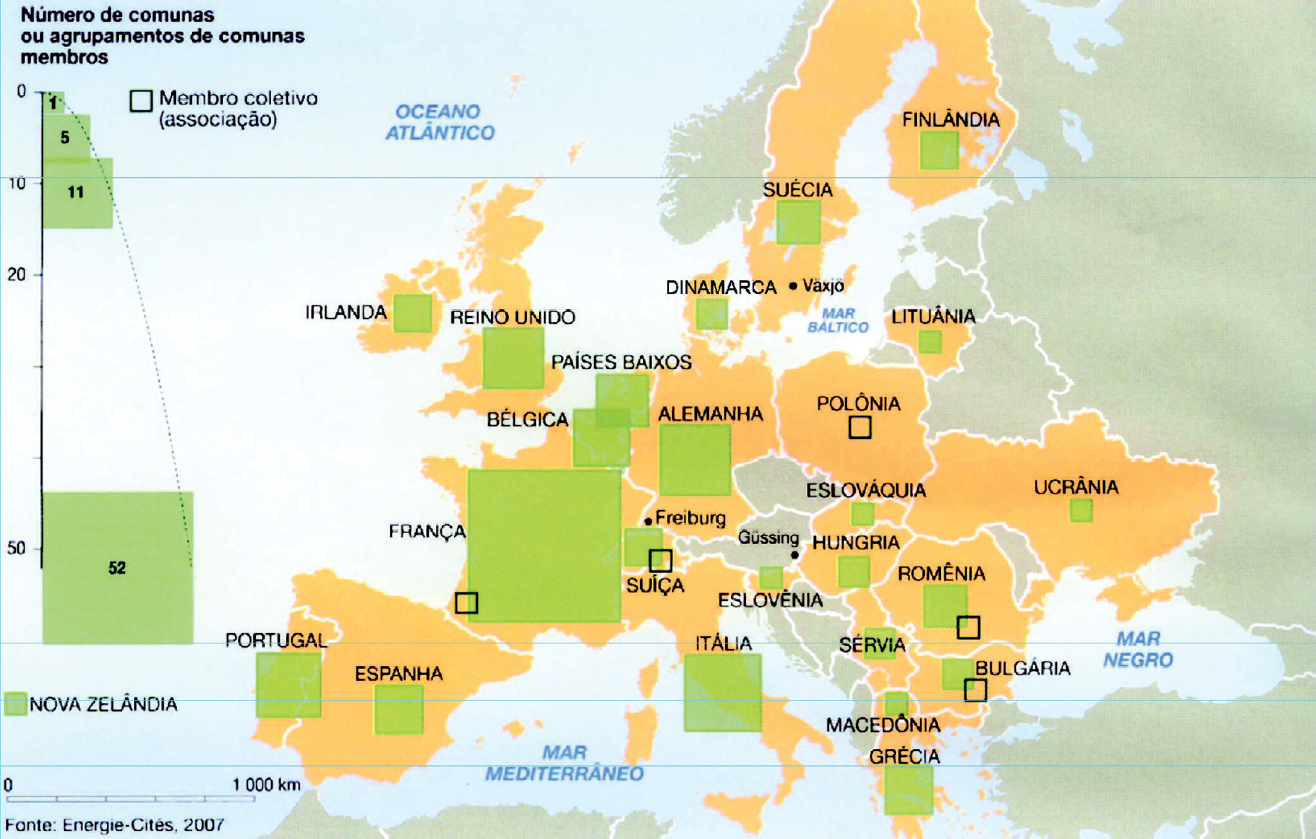 Número de comunas
ou agrupamentos de comunas
membros
0
1
5
10
11
20
50
52
Membro coletivo
(associação)
OCEANO
ATLÂNTICO
FINLÂNDIA
SUÉCIA
DINAMARCA
Växjö
MAR
BÁLTICO
LITUÂNIA
IRLANDA
REINO UNIDO
PAÍSES BAIXOS
BÉLGICA
ALEMANHA
POLÔNIA
ESLOVÁQUIA
UCRÂNIA
FRANÇA
Freiburg
Güssing
HUNGRIA
SUÍÇA
ESLOVÊNIA
ROMÊNIA
PORTUGAL
ESPANHA
ITÁLIA
SÉRVIA
BULGÁRIA
MAR
NEGRO
NOVA ZELÂNDIA
MACEDÔNIA
GRÉCIA
MAR
MEDITERRÂNEO
0 1 000 km
Fonte: Energie-Cités, 2007